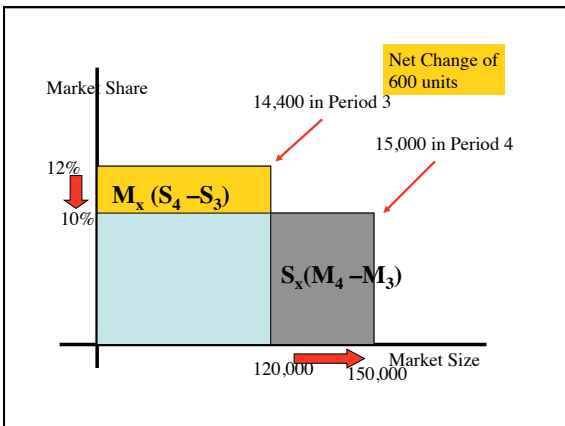 Net Change of
600 units
Market Share
14,400 in Period 3
15,000 in Period 4
12%
Mₓ (S₄ –S₃)
10%
Sₓ(M₄ –M₃)
Market Size
120,000
150,000